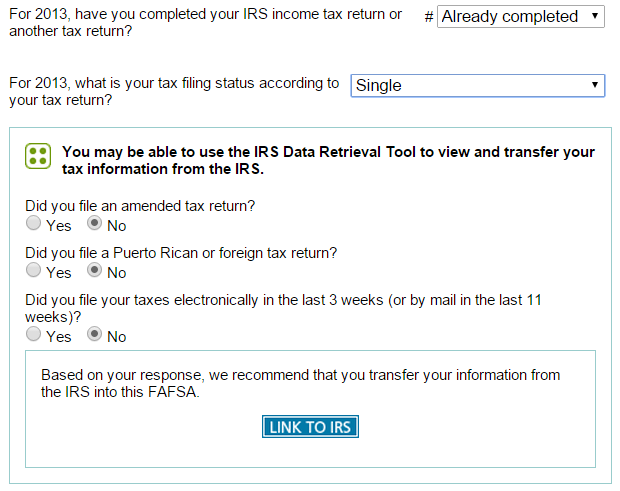 For 2013, have you completed your IRS income tax return or # Already completed
another tax return?
For 2013, what is your tax filing status according to Single
your tax return?
You may be able to use the IRS Data Retrieval Tool to view and transfer your
tax information from the IRS.
Did you file an amended tax return?
Yes No
Did you file a Puerto Rican or foreign tax return?
Yes No
Did you file your taxes electronically in the last 3 weeks (or by mail in the last 11
weeks)?
Yes No
Based on your response, we recommend that you transfer your information from
the IRS into this FAFSA.
LINK TO IRS